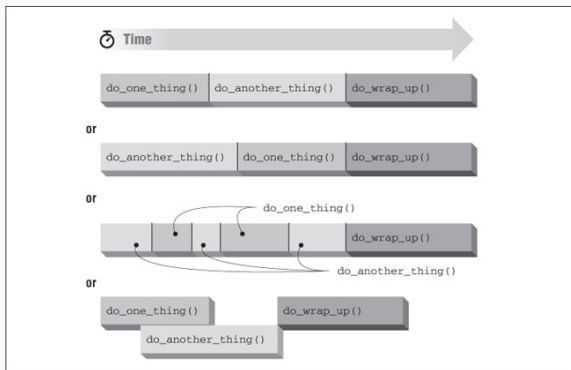 Time
do_one_thing() do_another_thing() do_wrap_up()
or
do_another_thing() do_one_thing() do_wrap_up()
or
do_one_thing()
do_wrap_up()
do_another_thing()
or
do_one_thing() do_wrap_up()
do_another_thing()